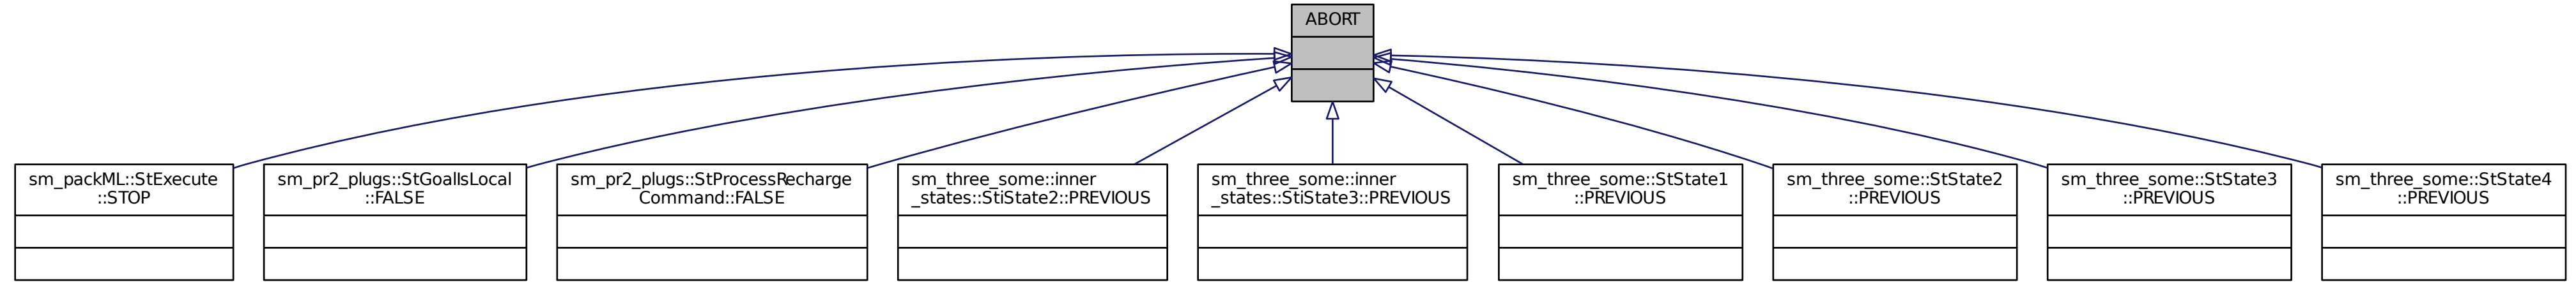 ABORT
sm_packML::StExecute
::STOP
sm_pr2_plugs::StGoalIsLocal
::FALSE
sm_pr2_plugs::StProcessRecharge
Command::FALSE
sm_three_some::inner
_states::StiState2::PREVIOUS
sm_three_some::inner
_states::StiState3::PREVIOUS
sm_three_some::StState1
::PREVIOUS
sm_three_some::StState2
::PREVIOUS
sm_three_some::StState3
::PREVIOUS
sm_three_some::StState4
::PREVIOUS